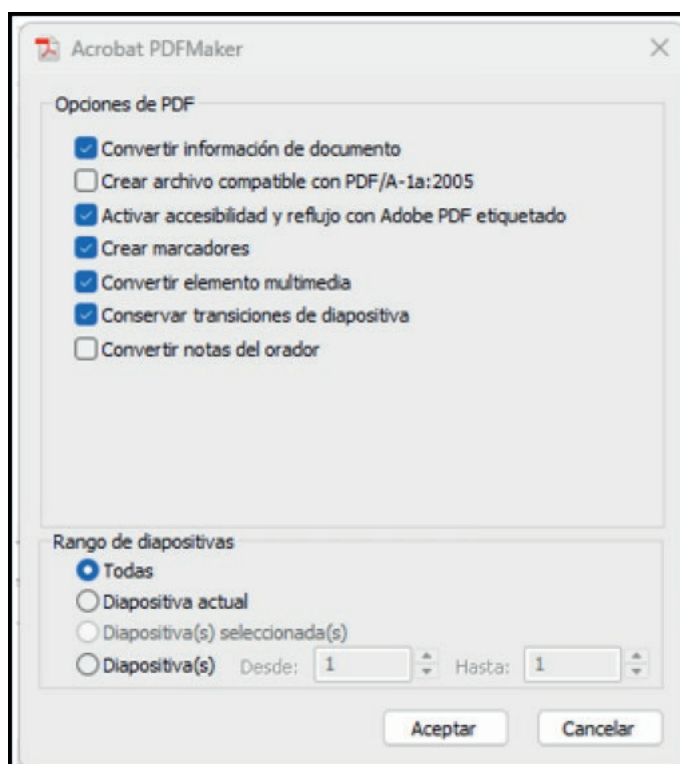 Acrobat PDFMaker
Opciones de PDF
Convertir información de documento
Crear archivo compatible con PDF/A-1a:2005
Activar accesibilidad y reflujo con Adobe PDF etiquetado
Crear marcadores
Convertir elemento multimedia
Conservar transiciones de diapositiva
Convertir notas del orador
Rango de diapositivas
Todas
Diapositiva actual
Diapositiva(s) seleccionada(s)
Diapositiva(s) Desde: 1 Hasta: 1
Aceptar Cancelar